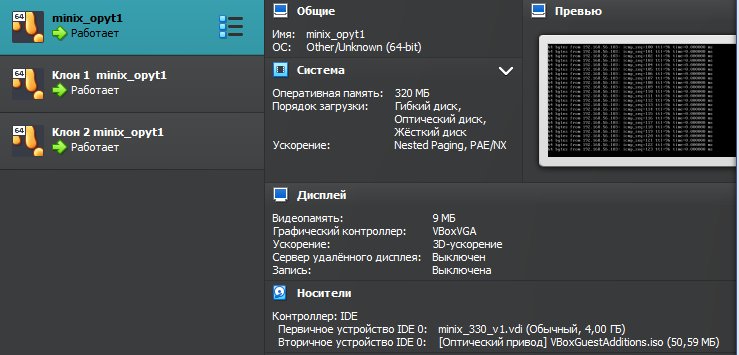 minix_opyt1
Работает
Клон 1 minix_opyt1
Работает
Клон 2 minix_opyt1
Работает
Общие
Имя: minix_opyt1
ОС: Other/Unknown (64-bit)
Система
Оперативная память: 320 МБ
Порядок загрузки: Гибкий диск,
Оптический диск,
Жёсткий диск
Ускорение: Nested Paging, PAE/NX
Превью
Дисплей
Видеопамять: 9 МБ
Графический контроллер: VBoxVGA
Ускорение: 3D-ускорение
Сервер удалённого дисплея: Выключен
Запись: Выключена
Носители
Контроллер: IDE
Первичное устройство IDE 0: minix_330_v1.vdi (Обычный, 4,00 ГБ)
Вторичное устройство IDE 0: [Оптический привод] VBoxGuestAdditions.iso (50,59 МБ)